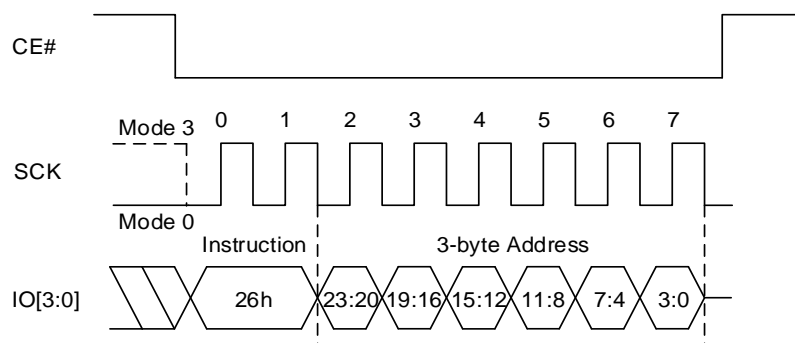 CE#
Mode 3 0 1 2 3 4 5 6 7
SCK
Mode 0
Instruction 3-byte Address
IO[3:0] 26h 23:20 19:16 15:12 11:8 7:4 3:0